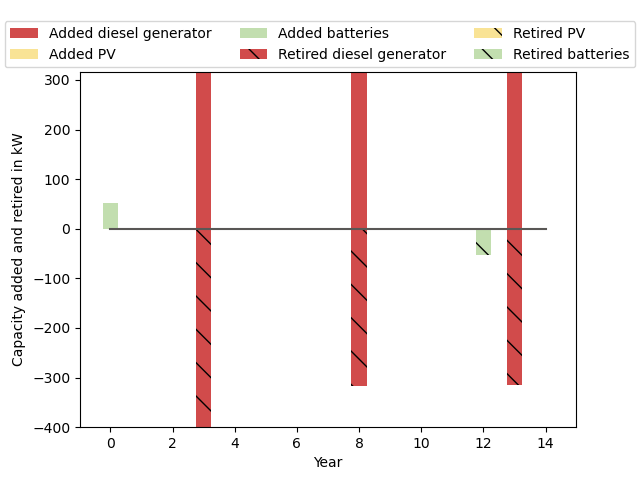 Added diesel generator
Added PV
Added batteries
Retired diesel generator
Retired PV
Retired batteries
300
200
100
0
−100
−200
−300
−400
Capacity added and retired in kW
0 2 4 6 8 10 12 14
Year